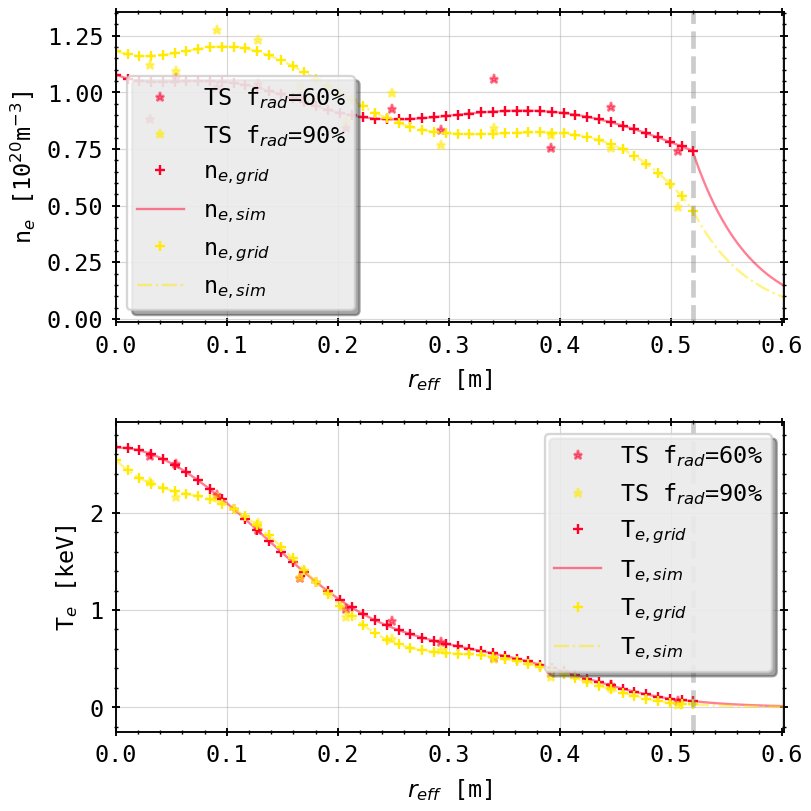 1.25
1.00
0.75
0.50
0.25
0.00
n_e [10^20 m^-3]
TS f_rad=60%
TS f_rad=90%
n_e,grid
n_e,sim
n_e,grid
n_e,sim
0.0 0.1 0.2 0.3 0.4 0.5 0.6
r_eff [m]
2
1
0
T_e [keV]
TS f_rad=60%
TS f_rad=90%
T_e,grid
T_e,sim
T_e,grid
T_e,sim
0.0 0.1 0.2 0.3 0.4 0.5 0.6
r_eff [m]